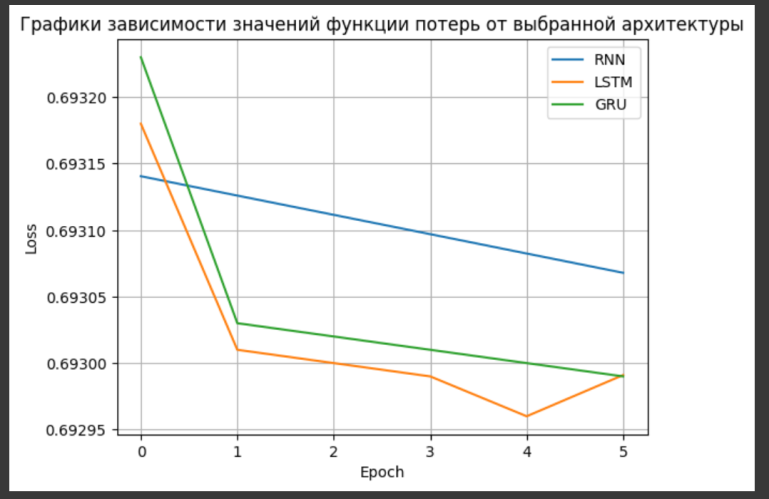 Графики зависимости значений функции потерь от выбранной архитектуры
RNN
LSTM
GRU
0.69320
0.69315
0.69310
0.69305
0.69300
0.69295
Loss
0 1 2 3 4 5
Epoch